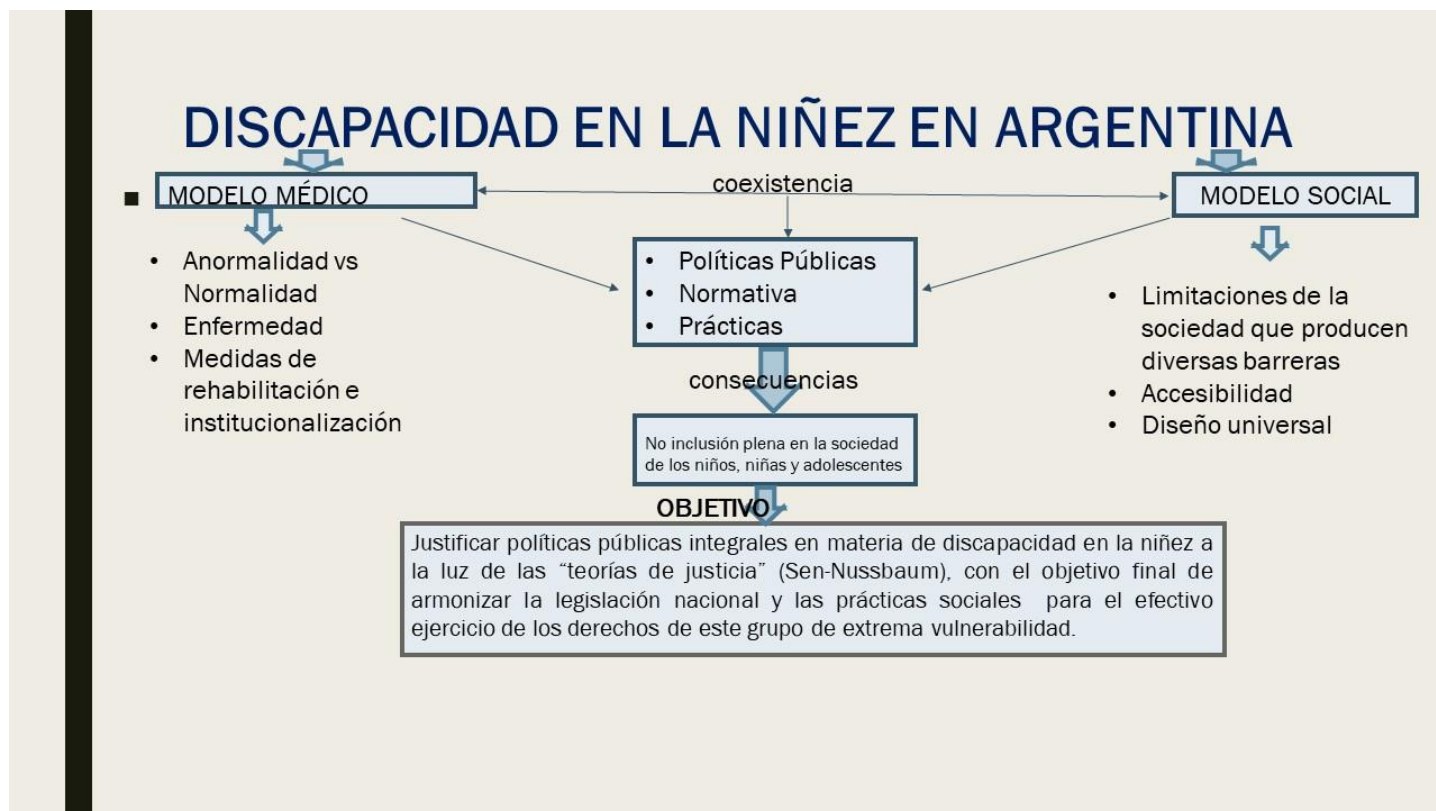 DISCAPACIDAD EN LA NIÑEZ EN ARGENTINA
MODELO MÉDICO
coexistencia
MODELO SOCIAL
• Anormalidad vs
Normalidad
• Enfermedad
• Medidas de
rehabilitación e
institucionalización
• Políticas Públicas
• Normativa
• Prácticas
• Limitaciones de la
sociedad que producen
diversas barreras
• Accesibilidad
• Diseño universal
consecuencias
No inclusión plena en la sociedad
de los niños, niñas y adolescentes
OBJETIVO
Justificar políticas públicas integrales en materia de discapacidad en la niñez a
la luz de las “teorías de justicia” (Sen-Nussbaum), con el objetivo final de
armonizar la legislación nacional y las prácticas sociales para el efectivo
ejercicio de los derechos de este grupo de extrema vulnerabilidad.